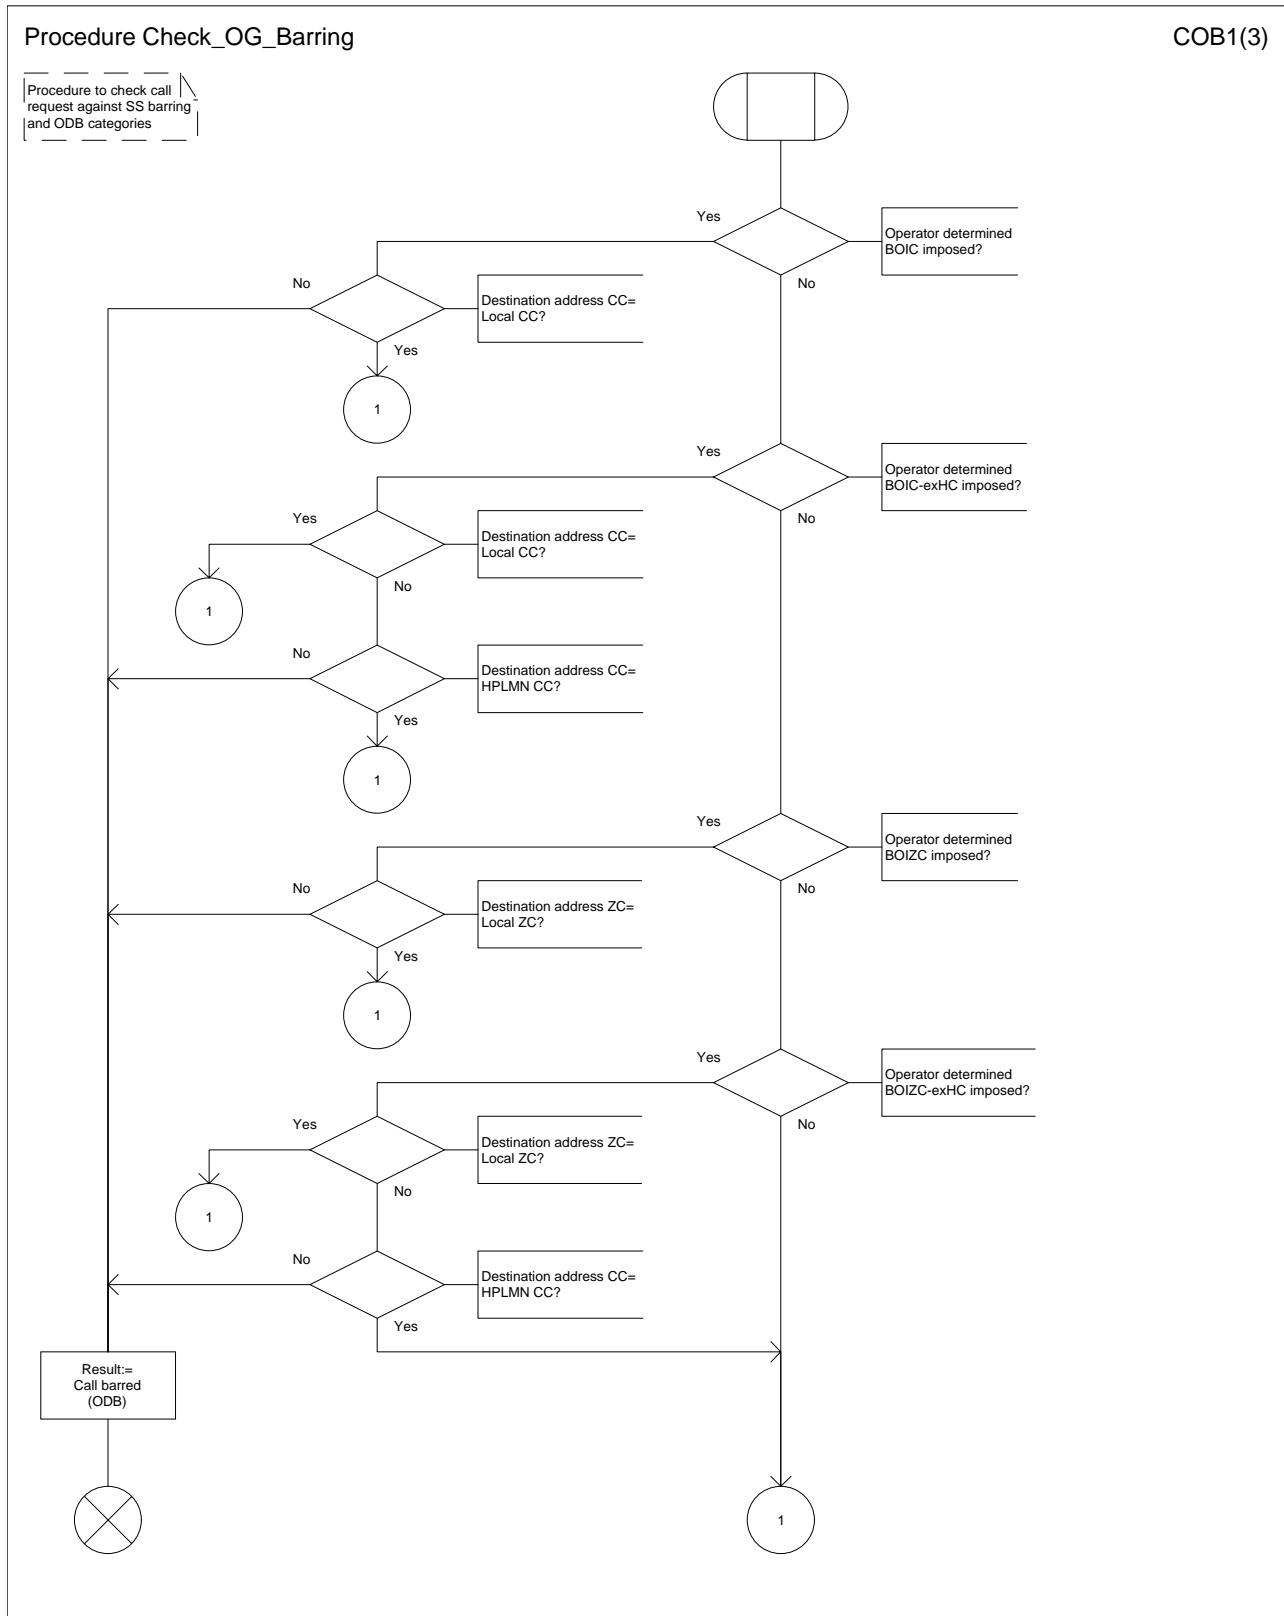 Procedure Check_OG_Barring
COB1(3)
Procedure to check call
request against SS barring
and ODB categories
Yes
Operator determined
BOIC imposed?
No
No
Destination address CC=
Local CC?
Yes
1
Yes
Operator determined
BOIC-exHC imposed?
No
Yes
Destination address CC=
Local CC?
No
1
No
Destination address CC=
HPLMN CC?
Yes
1
Yes
Operator determined
BOIZC imposed?
No
No
Destination address ZC=
Local ZC?
Yes
1
Yes
Operator determined
BOIZC-exHC imposed?
No
Yes
Destination address ZC=
Local ZC?
No
1
No
Destination address CC=
HPLMN CC?
Yes
Result:=
Call barred
(ODB)
1